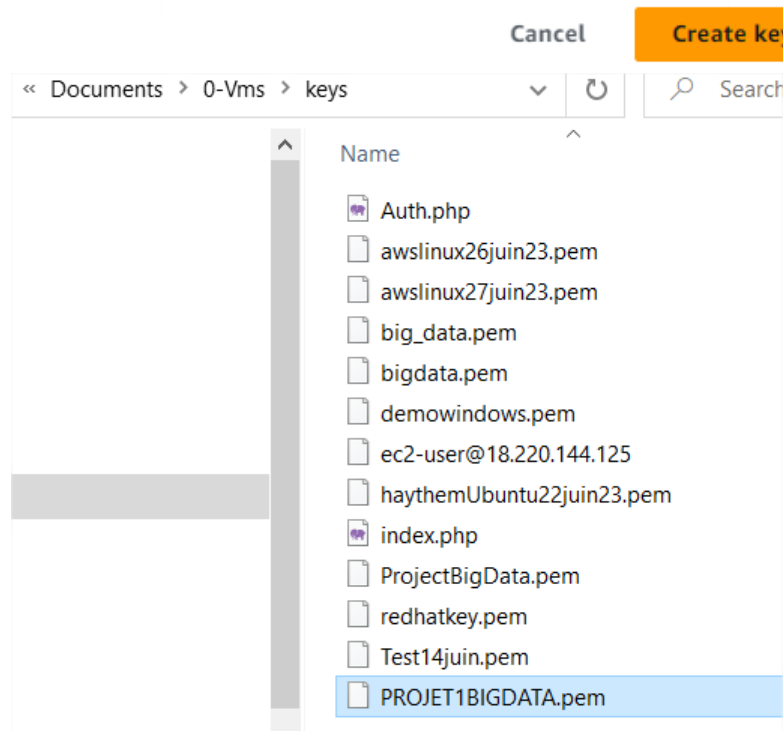 Cancel Create key
« Documents > 0-Vms > keys Search
Name
Auth.php
awslinux26juin23.pem
awslinux27juin23.pem
big_data.pem
bigdata.pem
demowindows.pem
ec2-user@18.220.144.125
haythemUbuntu22juin23.pem
index.php
ProjectBigData.pem
redhatkey.pem
Test14juin.pem
PROJET1BIGDATA.pem